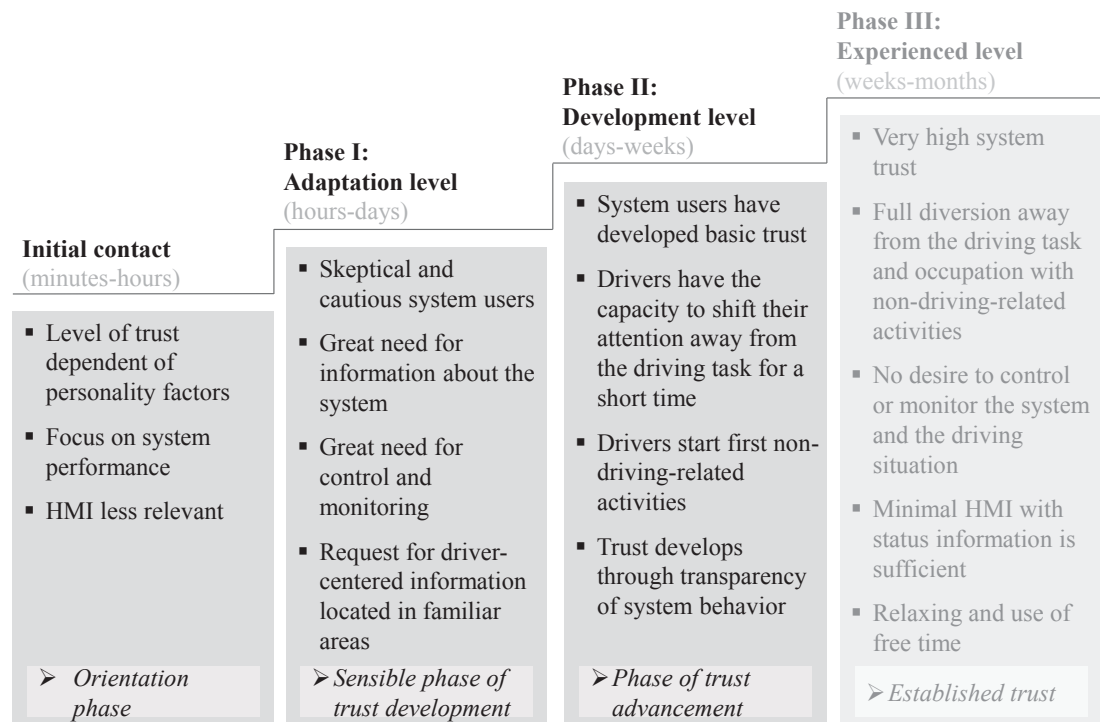 Initial contact
(minutes-hours)
▪ Level of trust
dependent of
personality factors
▪ Focus on system
performance
▪ HMI less relevant
➢ Orientation
phase
Phase I:
Adaptation level
(hours-days)
▪ Skeptical and
cautious system users
▪ Great need for
information about the
system
▪ Great need for
control and
monitoring
▪ Request for driver-
centered information
located in familiar
areas
➢ Sensible phase of
trust development
Phase II:
Development level
(days-weeks)
▪ System users have
developed basic trust
▪ Drivers have the
capacity to shift their
attention away from
the driving task for a
short time
▪ Drivers start first non-
driving-related
activities
▪ Trust develops
through transparency
of system behavior
➢ Phase of trust
advancement
Phase III:
Experienced level
(weeks-months)
▪ Very high system
trust
▪ Full diversion away
from the driving task
and occupation with
non-driving-related
activities
▪ No desire to control
or monitor the system
and the driving
situation
▪ Minimal HMI with
status information is
sufficient
▪ Relaxing and use of
free time
➢ Established trust